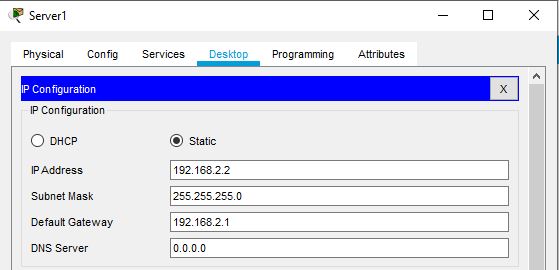 Server1
Physical Config Services Desktop Programming Attributes
IP Configuration X
IP Configuration
DHCP Static
IP Address 192.168.2.2
Subnet Mask 255.255.255.0
Default Gateway 192.168.2.1
DNS Server 0.0.0.0